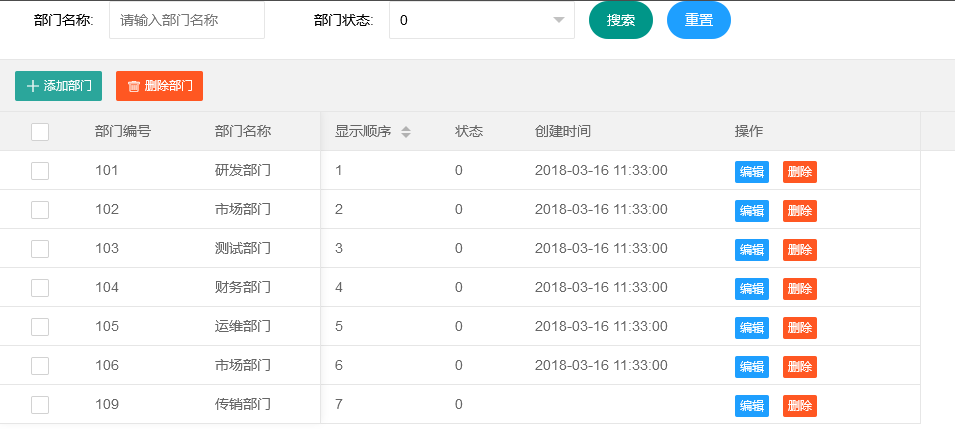 部门名称: 请输入部门名称 部门状态: 0 搜索 重置
添加部门 删除部门
部门编号 部门名称 显示顺序 状态 创建时间 操作
101 研发部门 1 0 2018-03-16 11:33:00 编辑 删除
102 市场部门 2 0 2018-03-16 11:33:00 编辑 删除
103 测试部门 3 0 2018-03-16 11:33:00 编辑 删除
104 财务部门 4 0 2018-03-16 11:33:00 编辑 删除
105 运维部门 5 0 2018-03-16 11:33:00 编辑 删除
106 市场部门 6 0 2018-03-16 11:33:00 编辑 删除
109 传销部门 7 0 编辑 删除